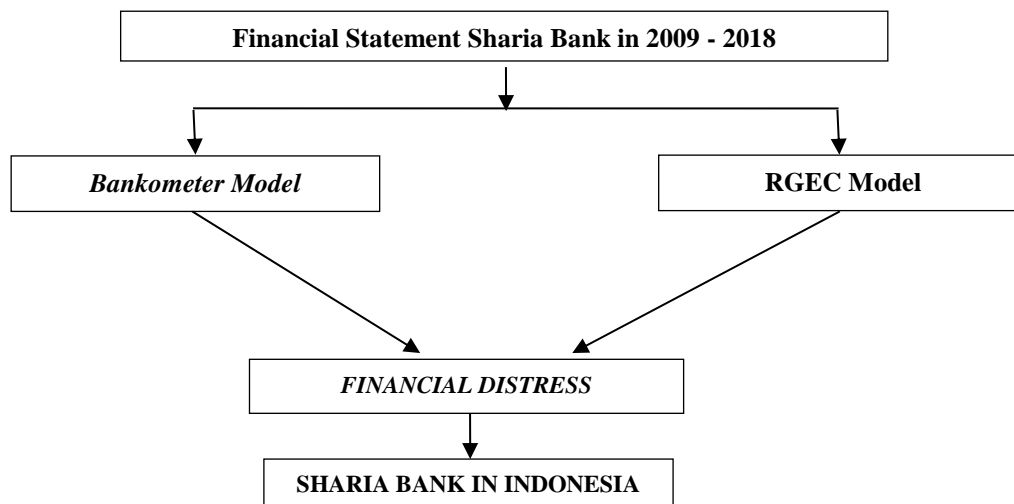 Financial Statement Sharia Bank in 2009 - 2018
Bankometer Model
RGEC Model
FINANCIAL DISTRESS
SHARIA BANK IN INDONESIA